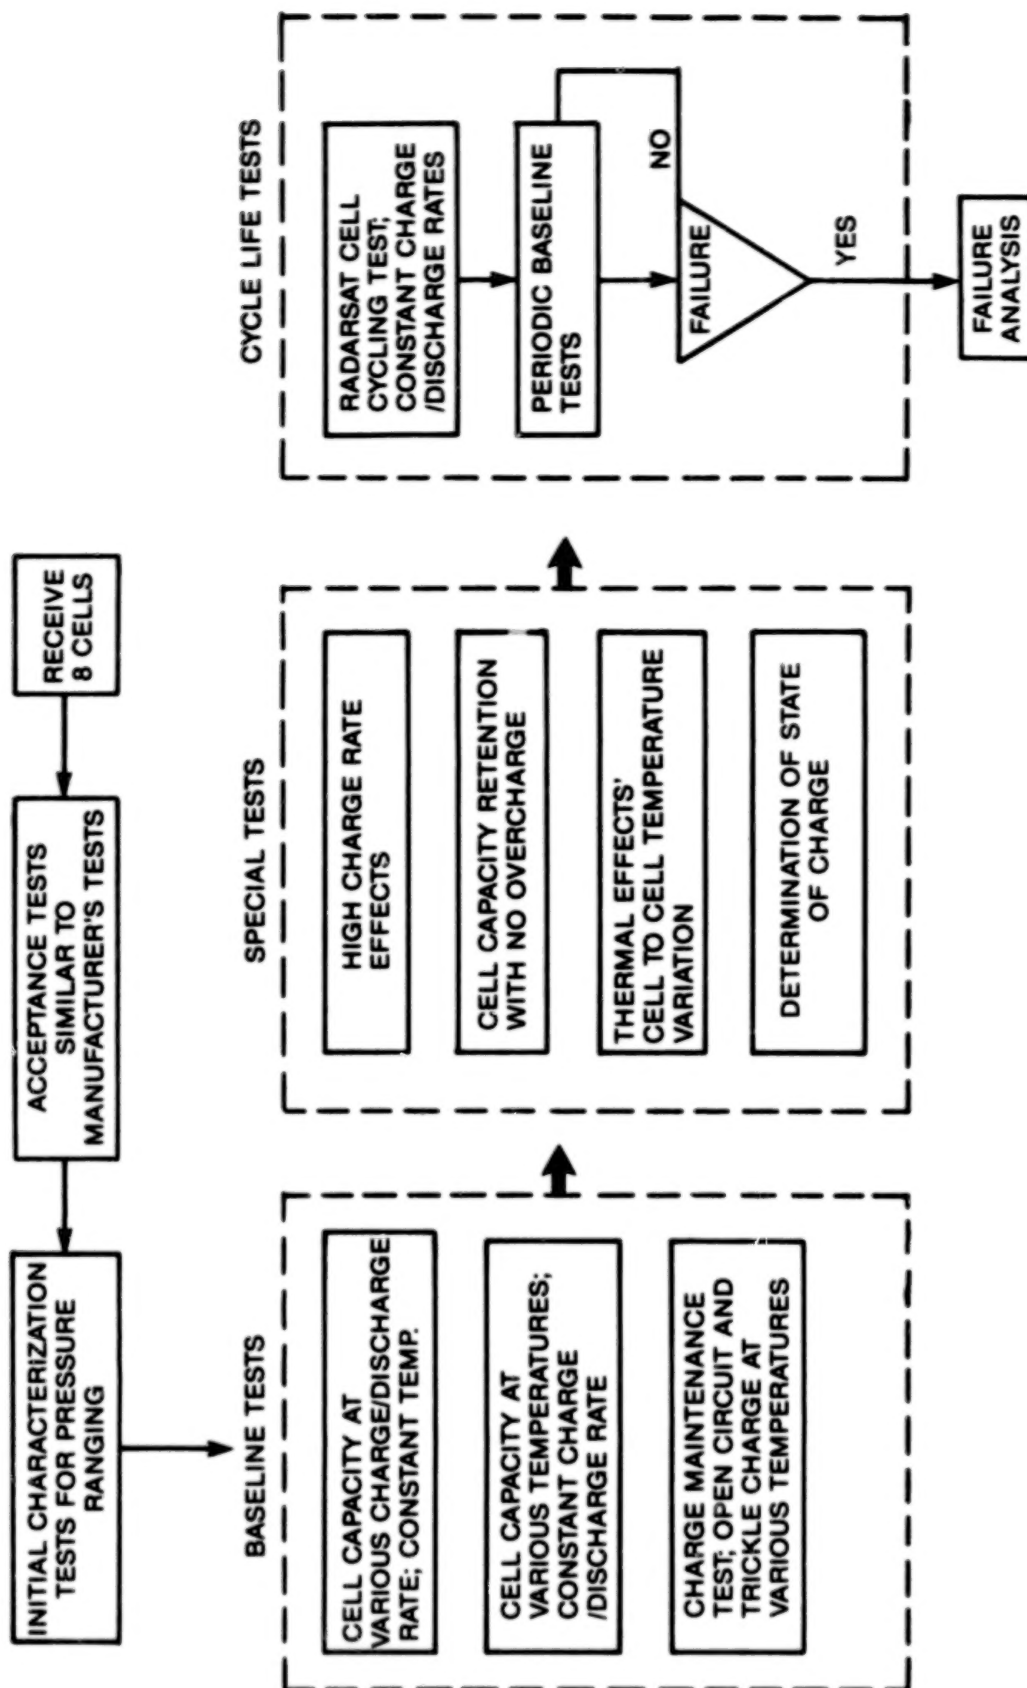 RECEIVE
8 CELLS
ACCEPTANCE TESTS
SIMILAR TO
MANUFACTURER'S TESTS
INITIAL CHARACTERIZATION
TESTS FOR PRESSURE
RANGING
BASELINE TESTS
CELL CAPACITY AT
VARIOUS CHARGE/DISCHARGE
RATE; CONSTANT TEMP.
CELL CAPACITY AT
VARIOUS TEMPERATURES;
CONSTANT CHARGE
/DISCHARGE RATE
CHARGE MAINTENANCE
TEST; OPEN CIRCUIT AND
TRICKLE CHARGE AT
VARIOUS TEMPERATURES
SPECIAL TESTS
HIGH CHARGE RATE
EFFECTS
CELL CAPACITY RETENTION
WITH NO OVERCHARGE
THERMAL EFFECTS'
CELL TO CELL TEMPERATURE
VARIATION
DETERMINATION OF STATE
OF CHARGE
CYCLE LIFE TESTS
RADARSAT CELL
CYCLING TEST;
CONSTANT CHARGE
/DISCHARGE RATES
PERIODIC BASELINE
TESTS
NO
FAILURE
YES
FAILURE
ANALYSIS